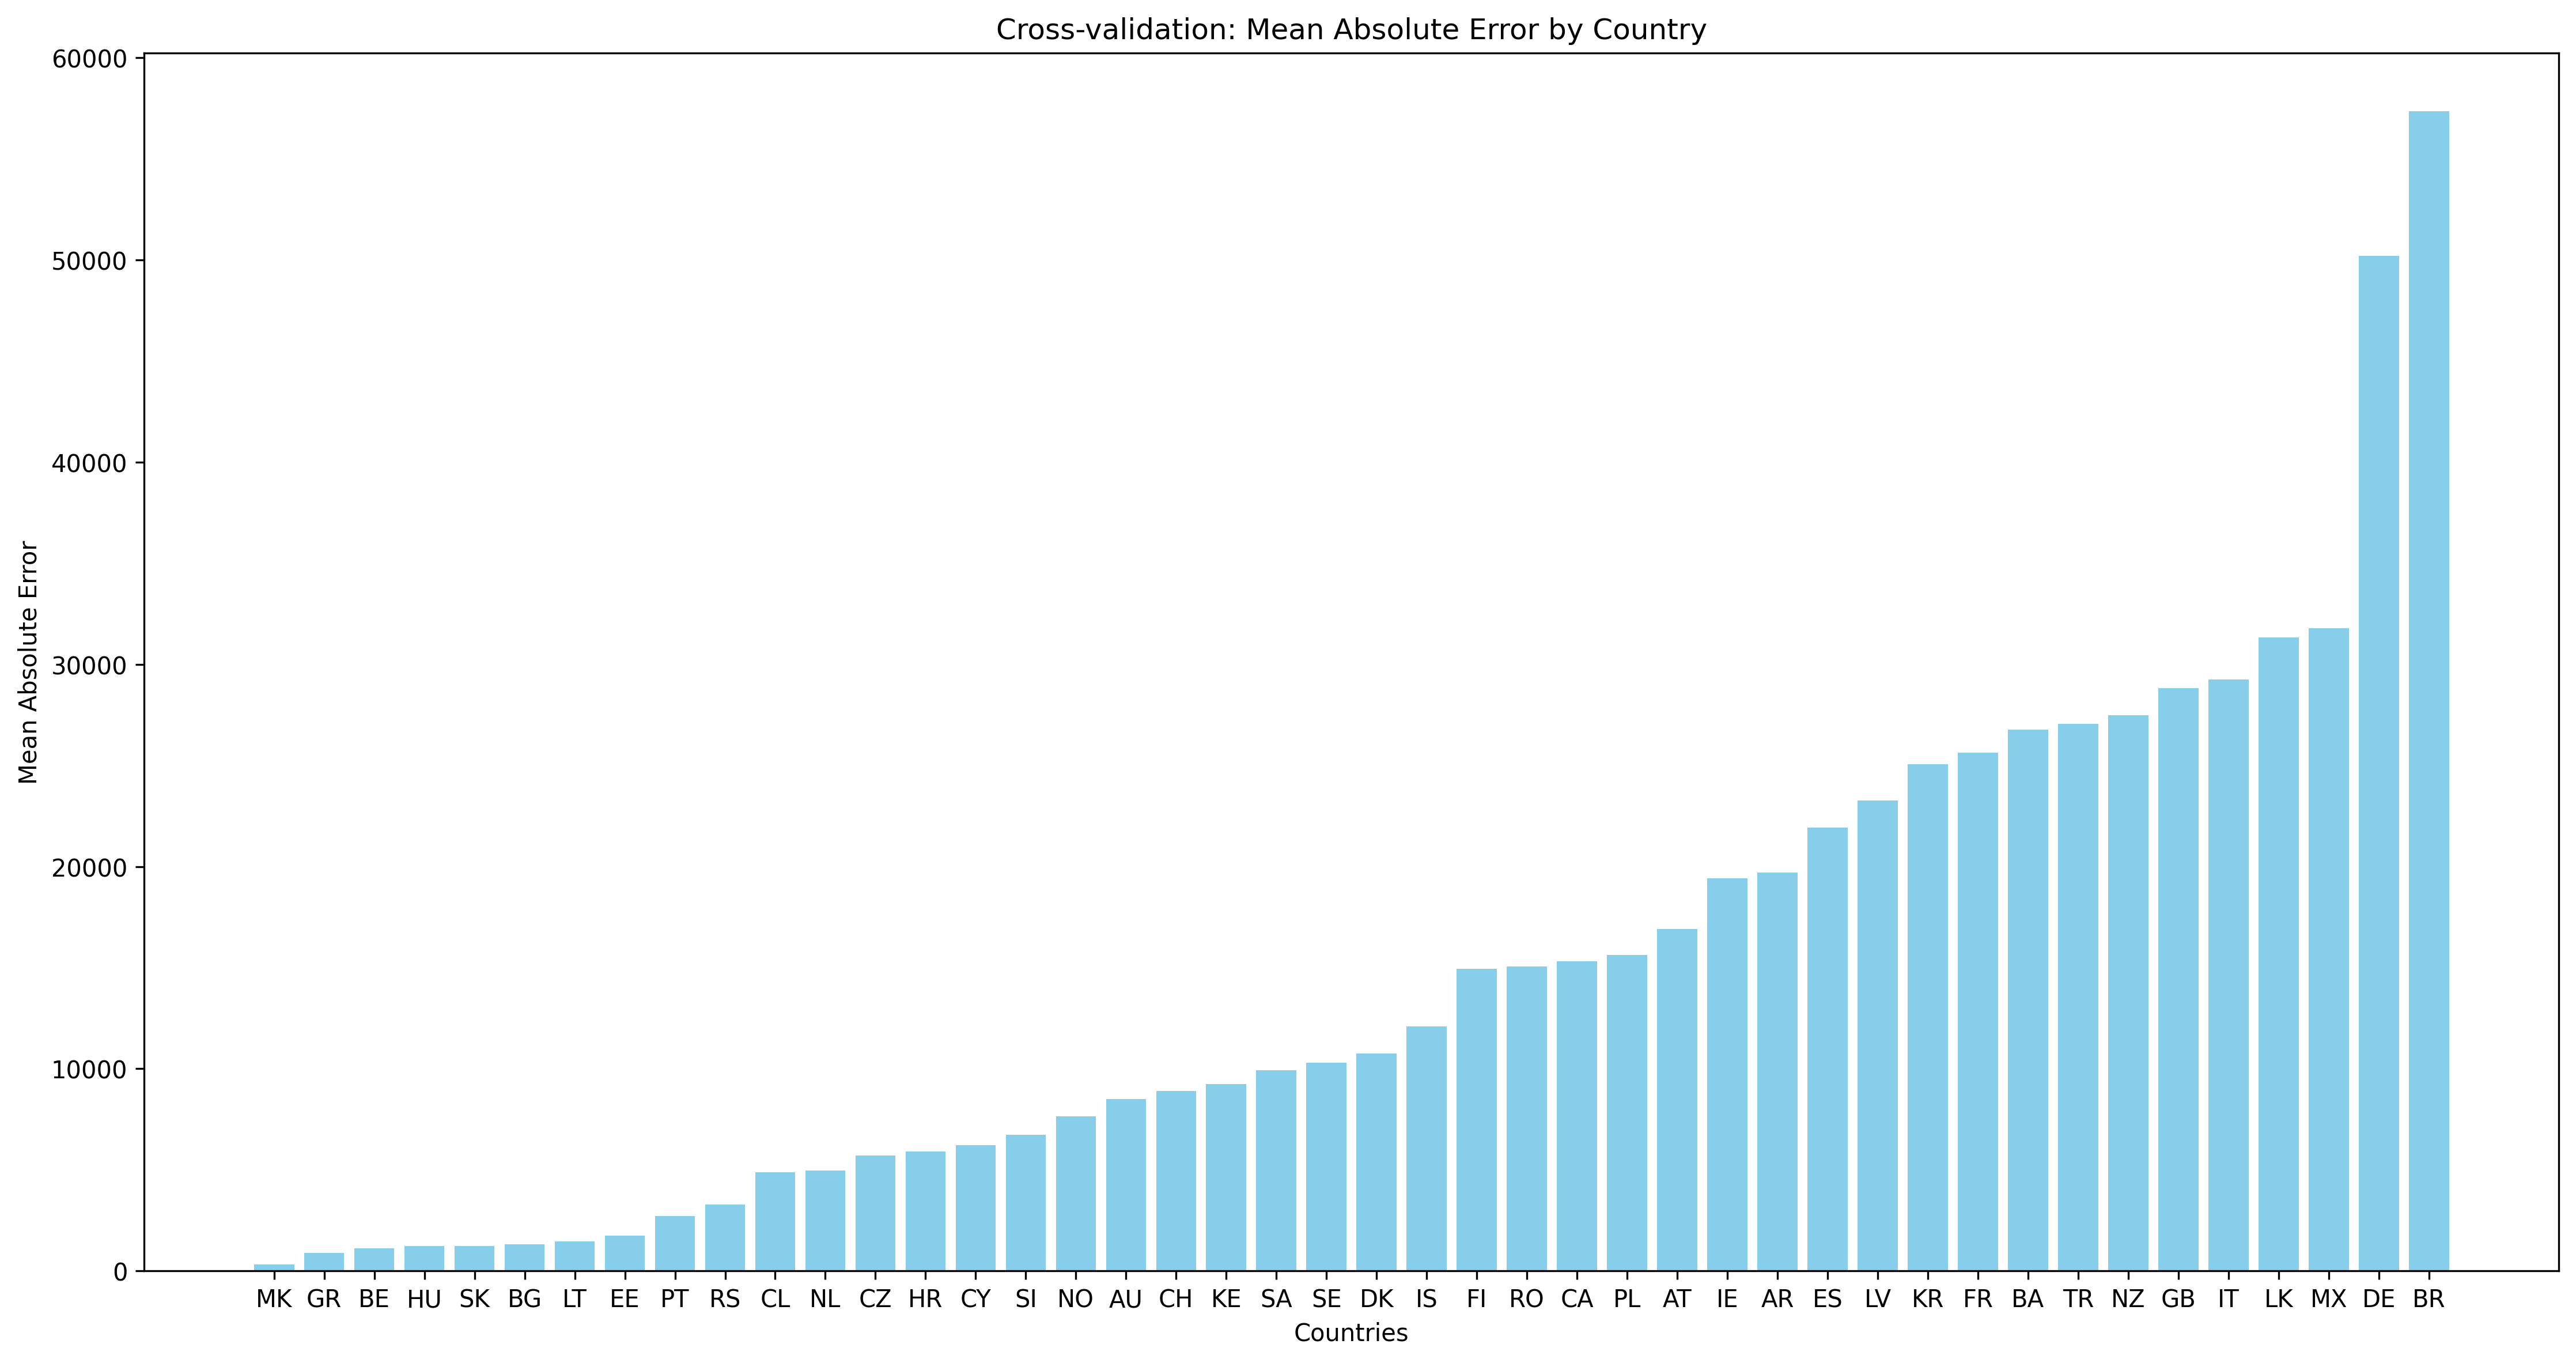 Cross-validation: Mean Absolute Error by Country
60000
50000
40000
30000
20000
10000
0
Mean Absolute Error
MK GR BE HU SK BG LT EE PT RS CL NL CZ HR CY SI NO AU CH KE SA SE DK IS FI RO CA PL AT IE AR ES LV KR FR BA TR NZ GB IT LK MX DE BR
Countries